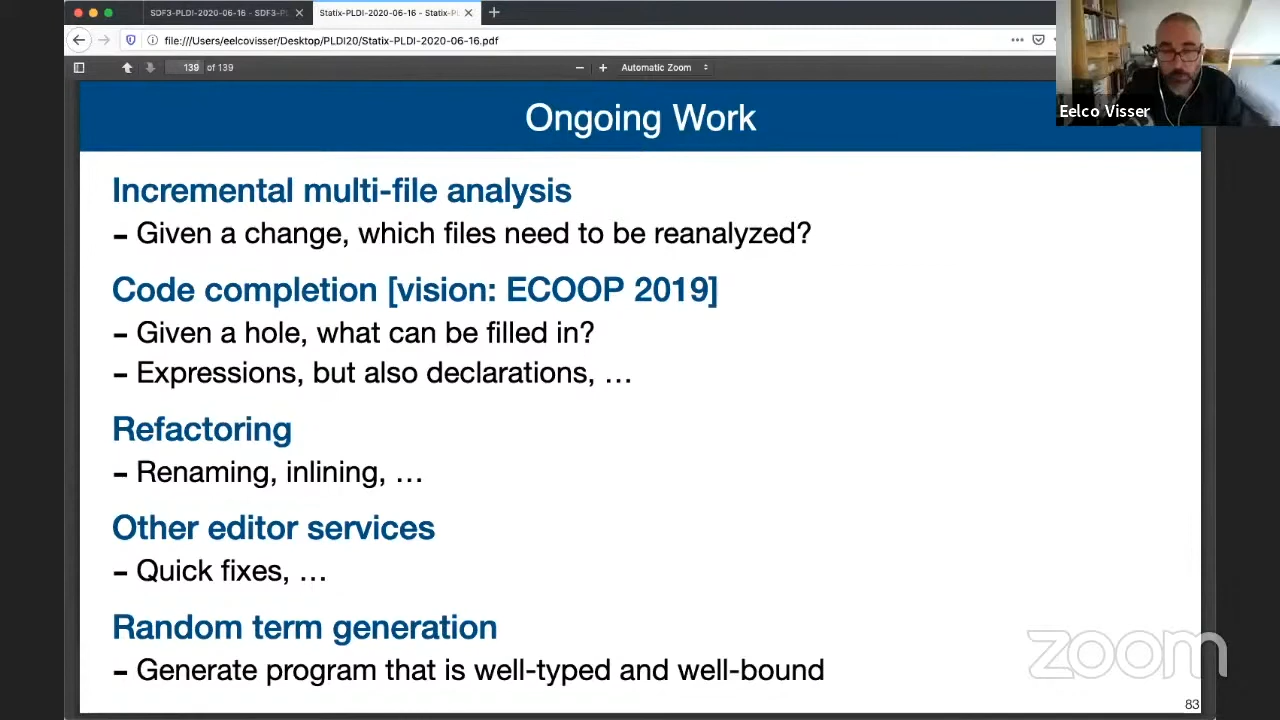 SDF3-PLDI-2020-06-16 - SDF3-PL
Statix-PLDI-2020-06-16 - Statix-PL
file:///Users/eelcovisser/Desktop/PLDI20/Statix-PLDI-2020-06-16.pdf
139 of 139
Automatic Zoom
Eelco Visser
Ongoing Work
Incremental multi-file analysis
– Given a change, which files need to be reanalyzed?
Code completion [vision: ECOOP 2019]
– Given a hole, what can be filled in?
– Expressions, but also declarations, …
Refactoring
– Renaming, inlining, …
Other editor services
– Quick fixes, …
Random term generation
– Generate program that is well-typed and well-bound
zoom
83